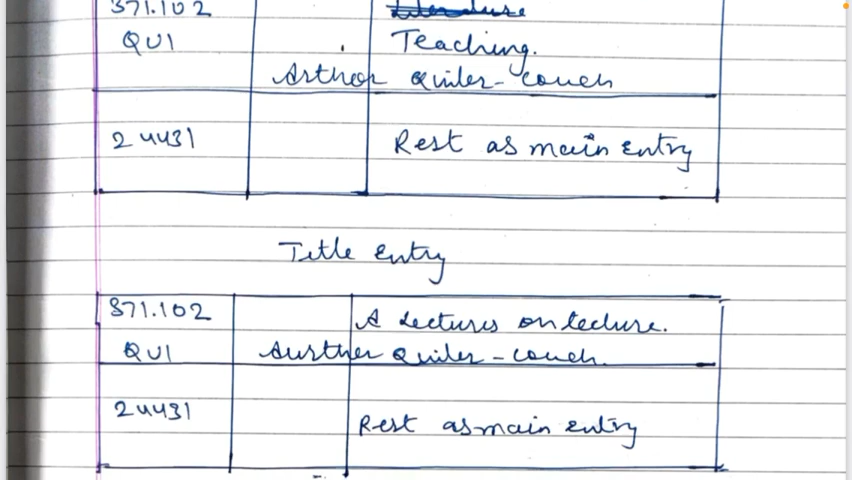 371.102
QUI Teaching.
Arthor Quiler-couch
24431 Rest as main Entry
Title Entry
371.102 A Lectures on leclure.
QUI Aurther Quiler-couch.
24431 Rest as main entry